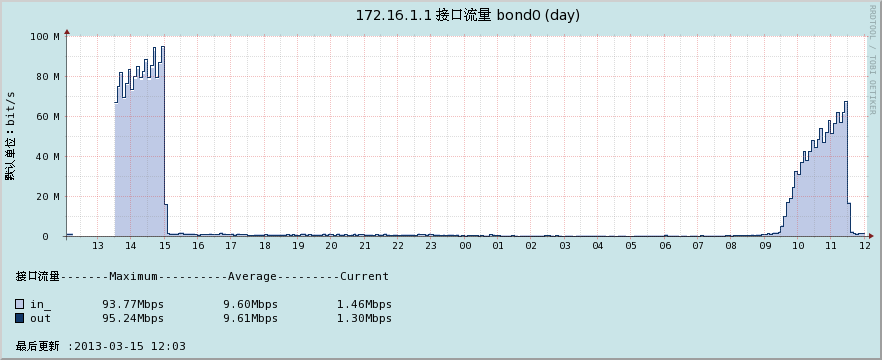 172.16.1.1 接口流量 bond0 (day)
RRDTOOL / TOBI OETIKER
默认单位：bit/s
100 M
80 M
60 M
40 M
20 M
0
13 14 15 16 17 18 19 20 21 22 23 00 01 02 03 04 05 06 07 08 09 10 11 12
接口流量-------Maximum----------Average---------Current
in_ 93.77Mbps 9.60Mbps 1.46Mbps
out 95.24Mbps 9.61Mbps 1.30Mbps
最后更新 :2013-03-15 12:03